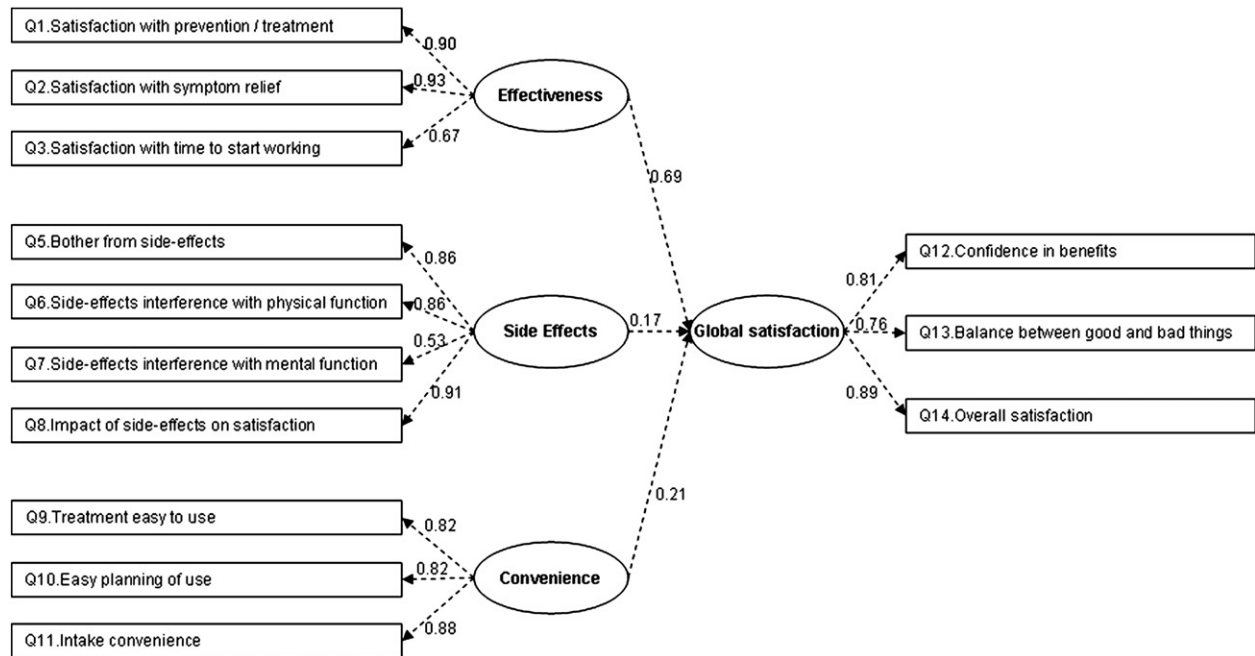 Q1.Satisfaction with prevention / treatment
0.90
Q2.Satisfaction with symptom relief
0.93
Q3.Satisfaction with time to start working
0.67
Effectiveness
0.69
Q5.Bother from side-effects
0.86
Q6.Side-effects interference with physical function
0.86
Q7.Side-effects interference with mental function
0.53
Q8.Impact of side-effects on satisfaction
0.91
Side Effects
0.17
Q9.Treatment easy to use
0.82
Q10.Easy planning of use
0.82
Q11.Intake convenience
0.88
Convenience
0.21
Global satisfaction
0.81
Q12.Confidence in benefits
0.76
Q13.Balance between good and bad things
0.89
Q14.Overall satisfaction